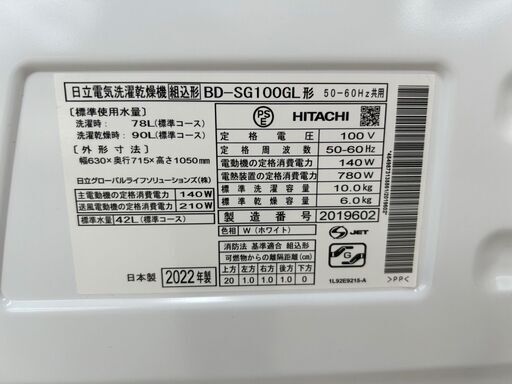 日立電気洗濯乾燥機 組込形 BD-SG100GL形 50-60Hz共用
[標準使用水量]
洗濯時: 78L(標準コース)
洗乾時: 90L(標準コース)
[外形寸法]
幅630×奥行715×高さ1050mm
日立グローバルライフソリューションズ(株)
主電動機の定格消費電力 140W
送風電動機の定格消費電力 210W
標準水量 42L(標準コース)
日本製 2022年製
PS
E
HITACHI
定格電圧 100V
定格周波数 50-60Hz
電動機の定格消費電力 140W
電熱装置の定格消費電力 780W
標準洗濯容量 10.0kg
標準乾燥容量 6.0kg
製造番号 2019602
色相 W(ホワイト)
消防法 基準適合 組込形
可燃物からの離隔距離(cm)
上方 左方 右方 前方 後方 下方
20 1.0 1.0 1.0 1.0 0
JET
G
1L92E9215-A
>PP<